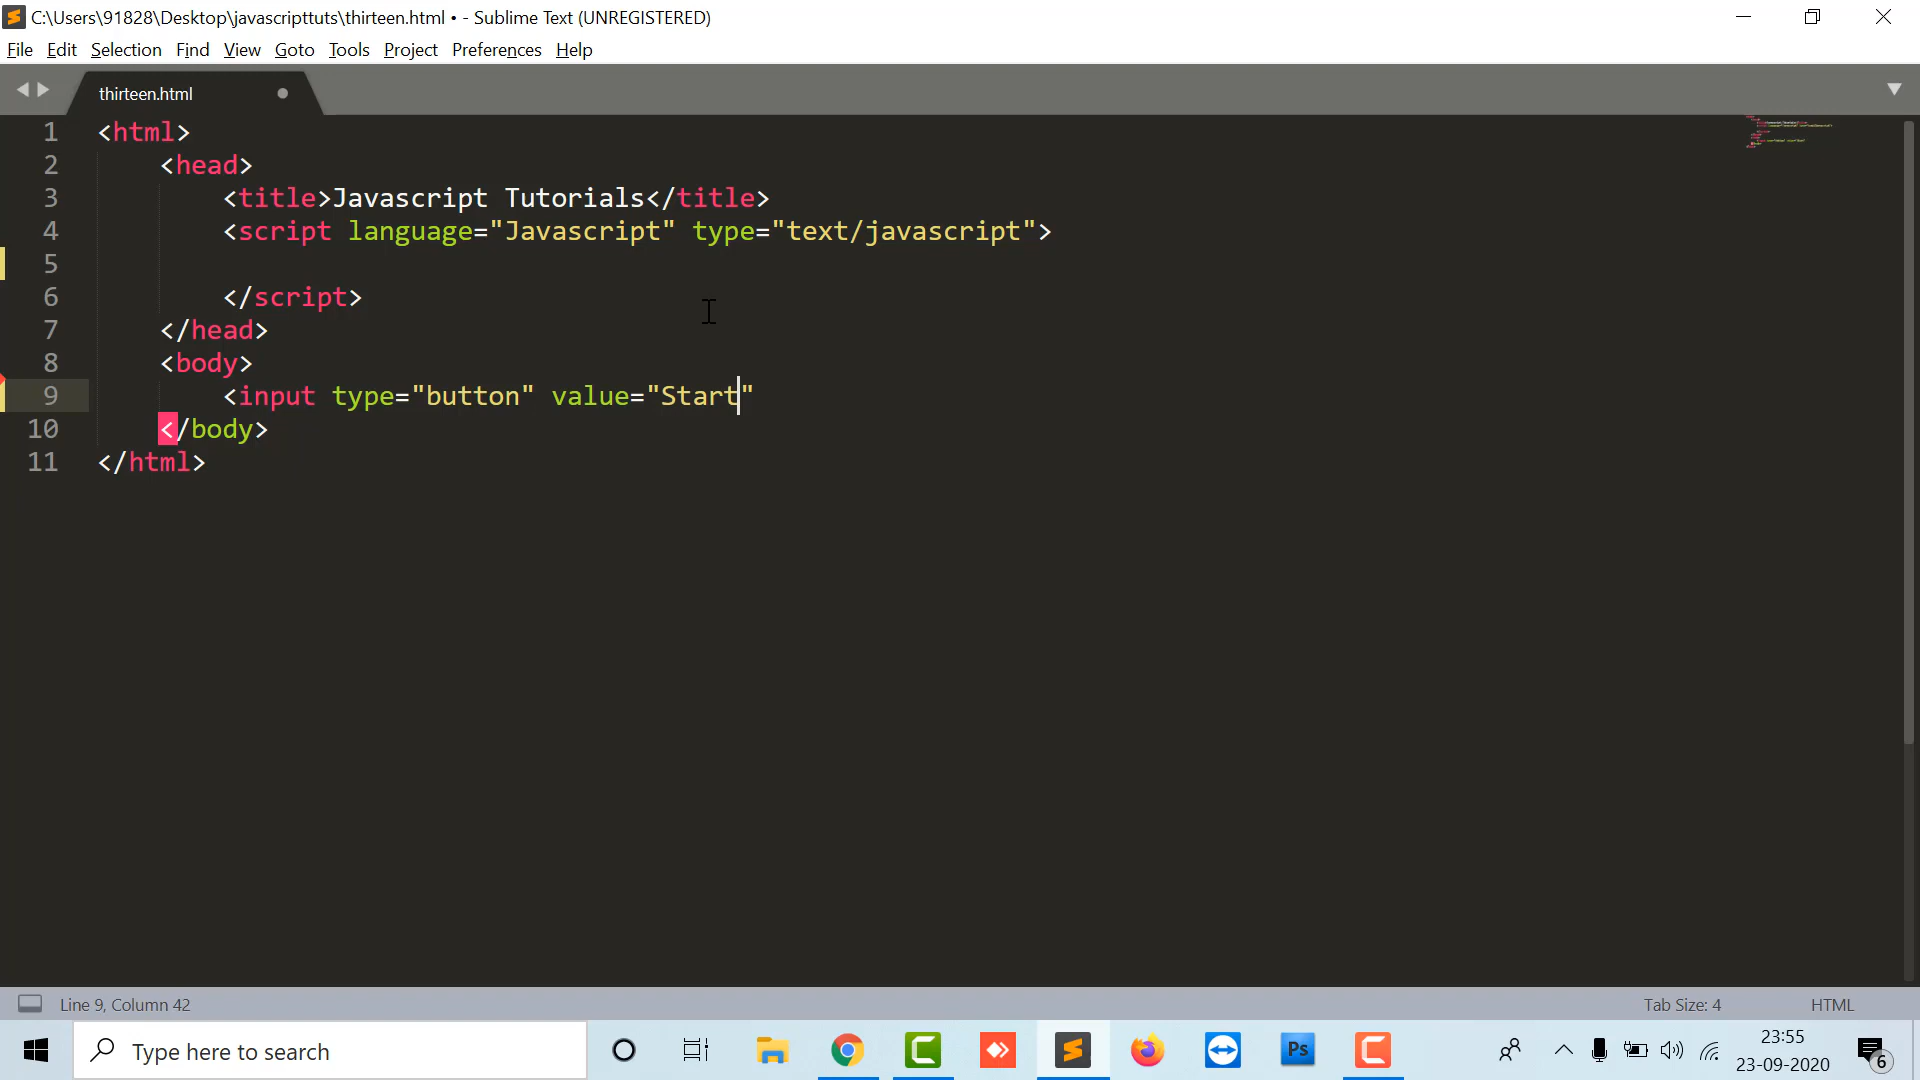 C:\Users\91828\Desktop\javascripttuts\thirteen.html • - Sublime Text (UNREGISTERED)
File Edit Selection Find View Goto Tools Project Preferences Help
thirteen.html
1 <html>
2 <head>
3 <title>Javascript Tutorials</title>
4 <script language="Javascript" type="text/javascript">
5
6 </script>
7 </head>
8 <body>
9 <input type="button" value="Start"
10 </body>
11 </html>
Line 9, Column 42 Tab Size: 4 HTML
Type here to search
Ps
23:55
23-09-2020
6